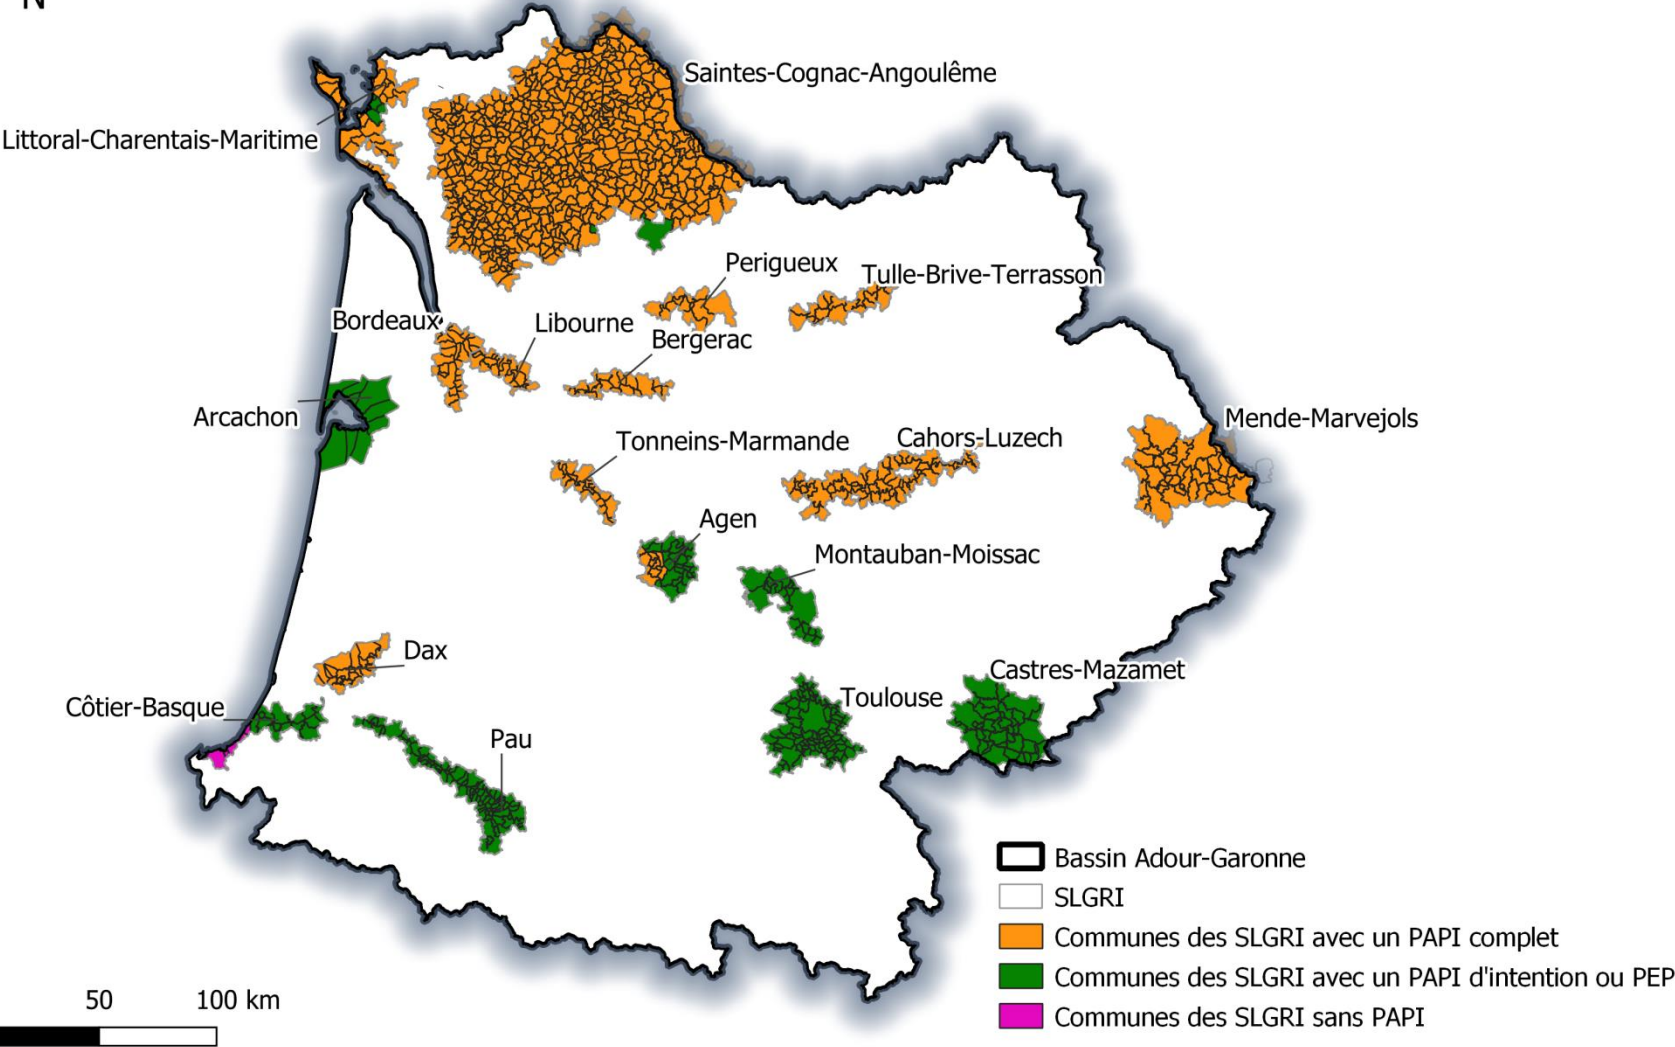 N
Saintes-Cognac-Angoulême
Littoral-Charentais-Maritime
Perigueux
Tulle-Brive-Terrasson
Bordeaux
Libourne
Bergerac
Arcachon
Mende-Marvejols
Tonneins-Marmande
Cahors-Luzech
Agen
Montauban-Moissac
Dax
Castres-Mazamet
Côtier-Basque
Toulouse
Pau
Bassin Adour-Garonne
SLGRI
Communes des SLGRI avec un PAPI complet
Communes des SLGRI avec un PAPI d'intention ou PEP
Communes des SLGRI sans PAPI
50 100 km